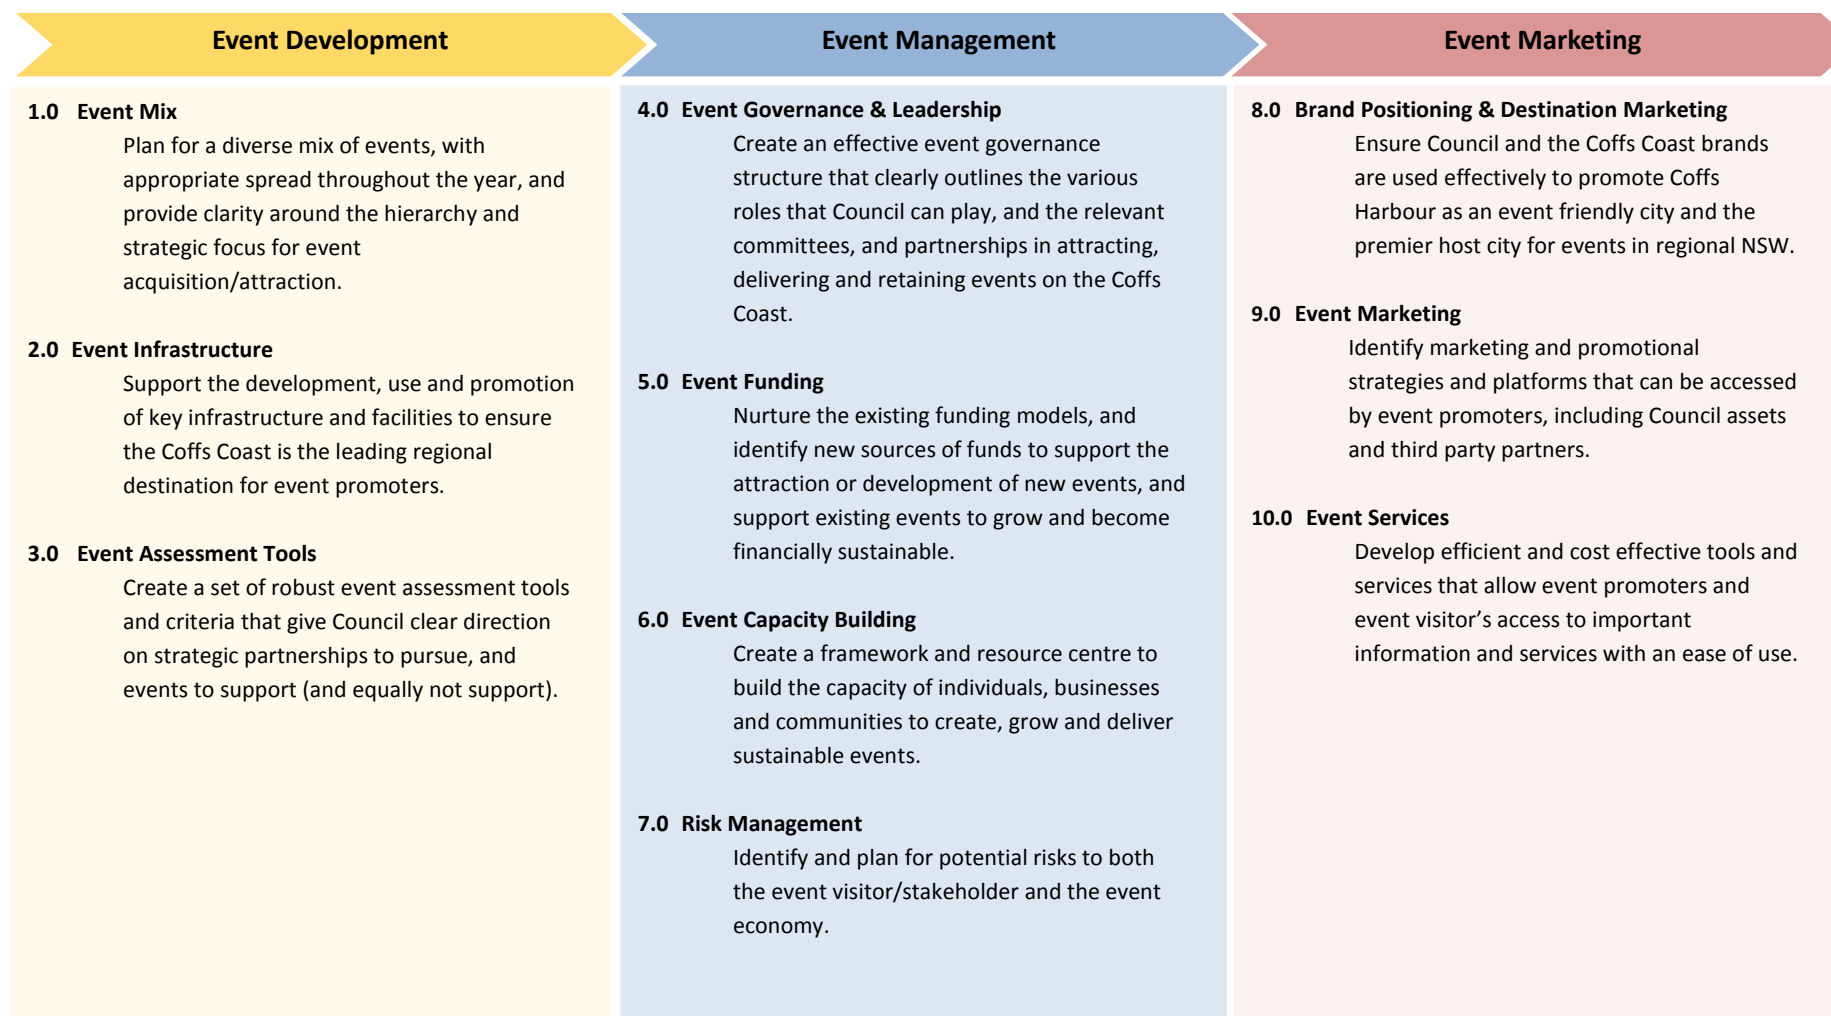 Event Development
1.0 Event Mix
Plan for a diverse mix of events, with
appropriate spread throughout the year, and
provide clarity around the hierarchy and
strategic focus for event
acquisition/attraction.
2.0 Event Infrastructure
Support the development, use and promotion
of key infrastructure and facilities to ensure
the Coffs Coast is the leading regional
destination for event promoters.
3.0 Event Assessment Tools
Create a set of robust event assessment tools
and criteria that give Council clear direction
on strategic partnerships to pursue, and
events to support (and equally not support).
Event Management
4.0 Event Governance & Leadership
Create an effective event governance
structure that clearly outlines the various
roles that Council can play, and the relevant
committees, and partnerships in attracting,
delivering and retaining events on the Coffs
Coast.
5.0 Event Funding
Nurture the existing funding models, and
identify new sources of funds to support the
attraction or development of new events, and
support existing events to grow and become
financially sustainable.
6.0 Event Capacity Building
Create a framework and resource centre to
build the capacity of individuals, businesses
and communities to create, grow and deliver
sustainable events.
7.0 Risk Management
Identify and plan for potential risks to both
the event visitor/stakeholder and the event
economy.
Event Marketing
8.0 Brand Positioning & Destination Marketing
Ensure Council and the Coffs Coast brands
are used effectively to promote Coffs
Harbour as an event friendly city and the
premier host city for events in regional NSW.
9.0 Event Marketing
Identify marketing and promotional
strategies and platforms that can be accessed
by event promoters, including Council assets
and third party partners.
10.0 Event Services
Develop efficient and cost effective tools and
services that allow event promoters and
event visitor’s access to important
information and services with an ease of use.